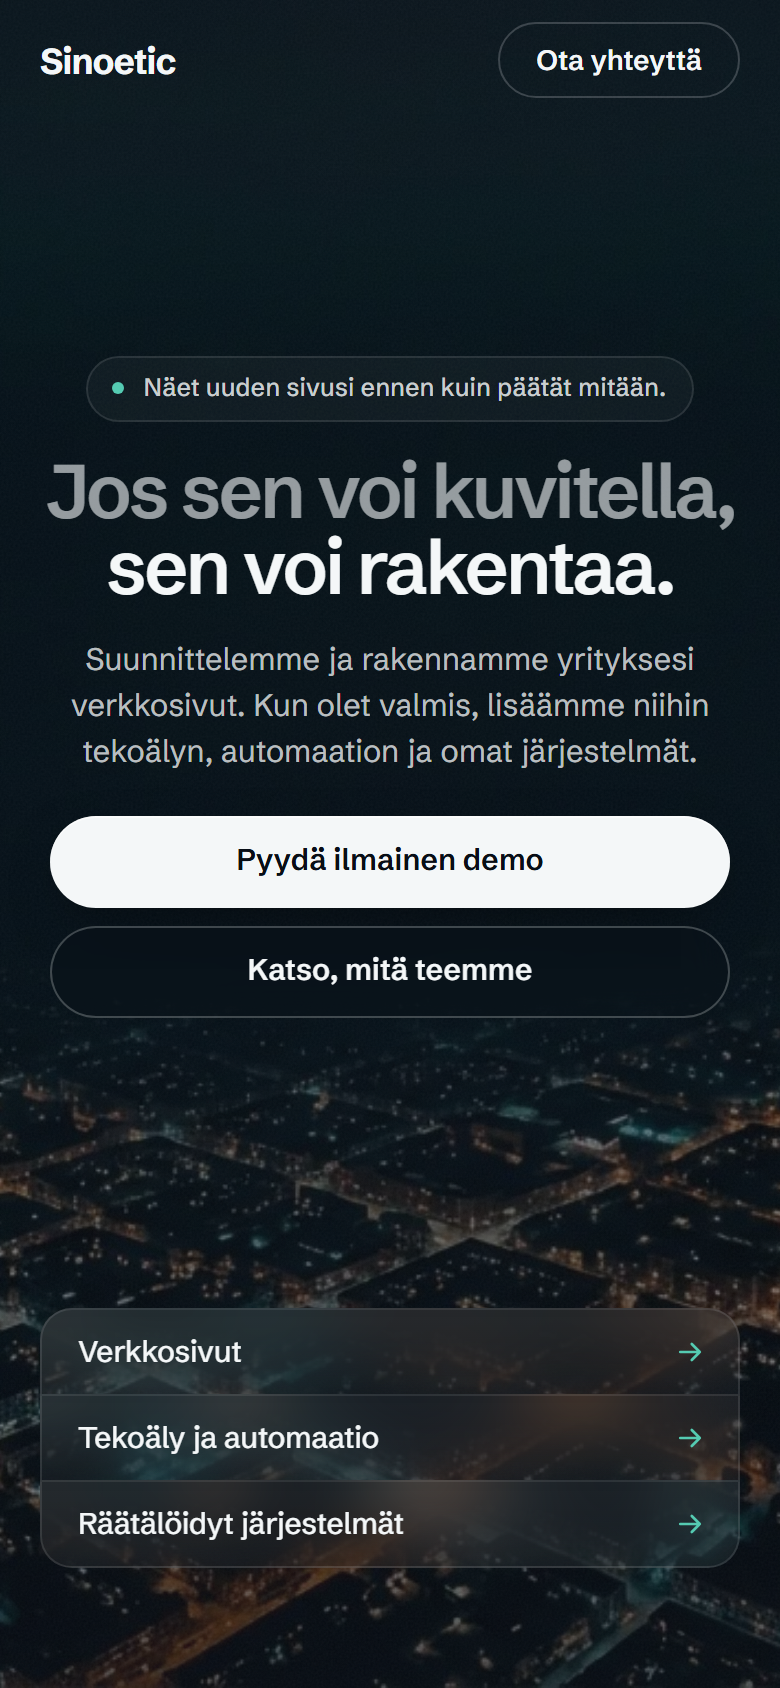 Sinoetic
Ota yhteyttä
Näet uuden sivusi ennen kuin päätät mitään.
Jos sen voi kuvitella,
sen voi rakentaa.
Suunnittelemme ja rakennamme yrityksesi
verkkosivut. Kun olet valmis, lisäämme niihin
tekoälyn, automaation ja omat järjestelmät.
Pyydä ilmainen demo
Katso, mitä teemme
Verkkosivut
Tekoäly ja automaatio
Räätälöidyt järjestelmät